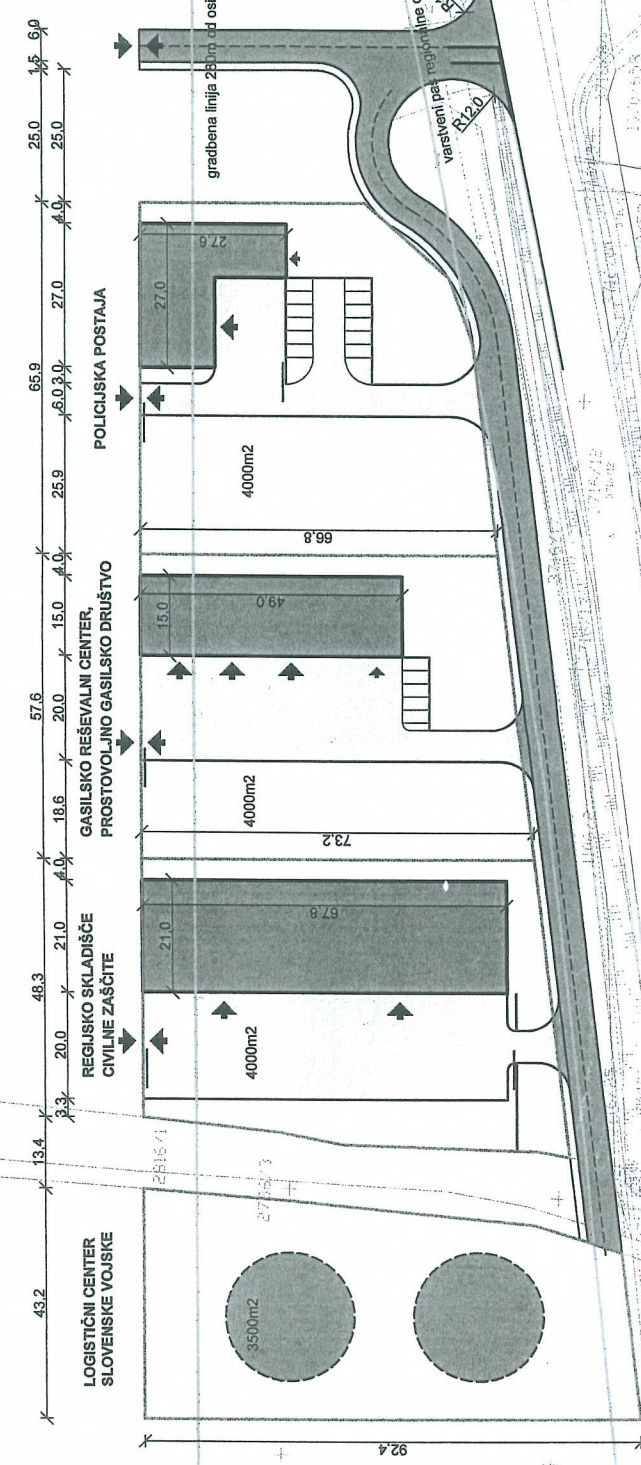 LOGISTIČNI CENTER
SLOVENSKE VOJSKE
REGIJSKO SKLADIŠČE
CIVILNE ZAŠČITE
GASILSKO REŠEVALNI CENTER,
PROSTOVOLJNO GASILSKO DRUŠTVO
POLICIJSKA POSTAJA
43,2
13,4
48,3
57,6
65,9
25,0
1,5
6,0
3,3
20,0
21,0
4,0
18,6
20,0
15,0
4,0
25,9
6,0
3,0
27,0
4,0
25,0
92,4
3500m2
2816/1
4000m2
21,0
67,8
73,2
4000m2
15,0
49,0
66,8
4000m2
27,0
27,6
gradbena linija 280m od osi
varstveni pas regionalne
R12,0